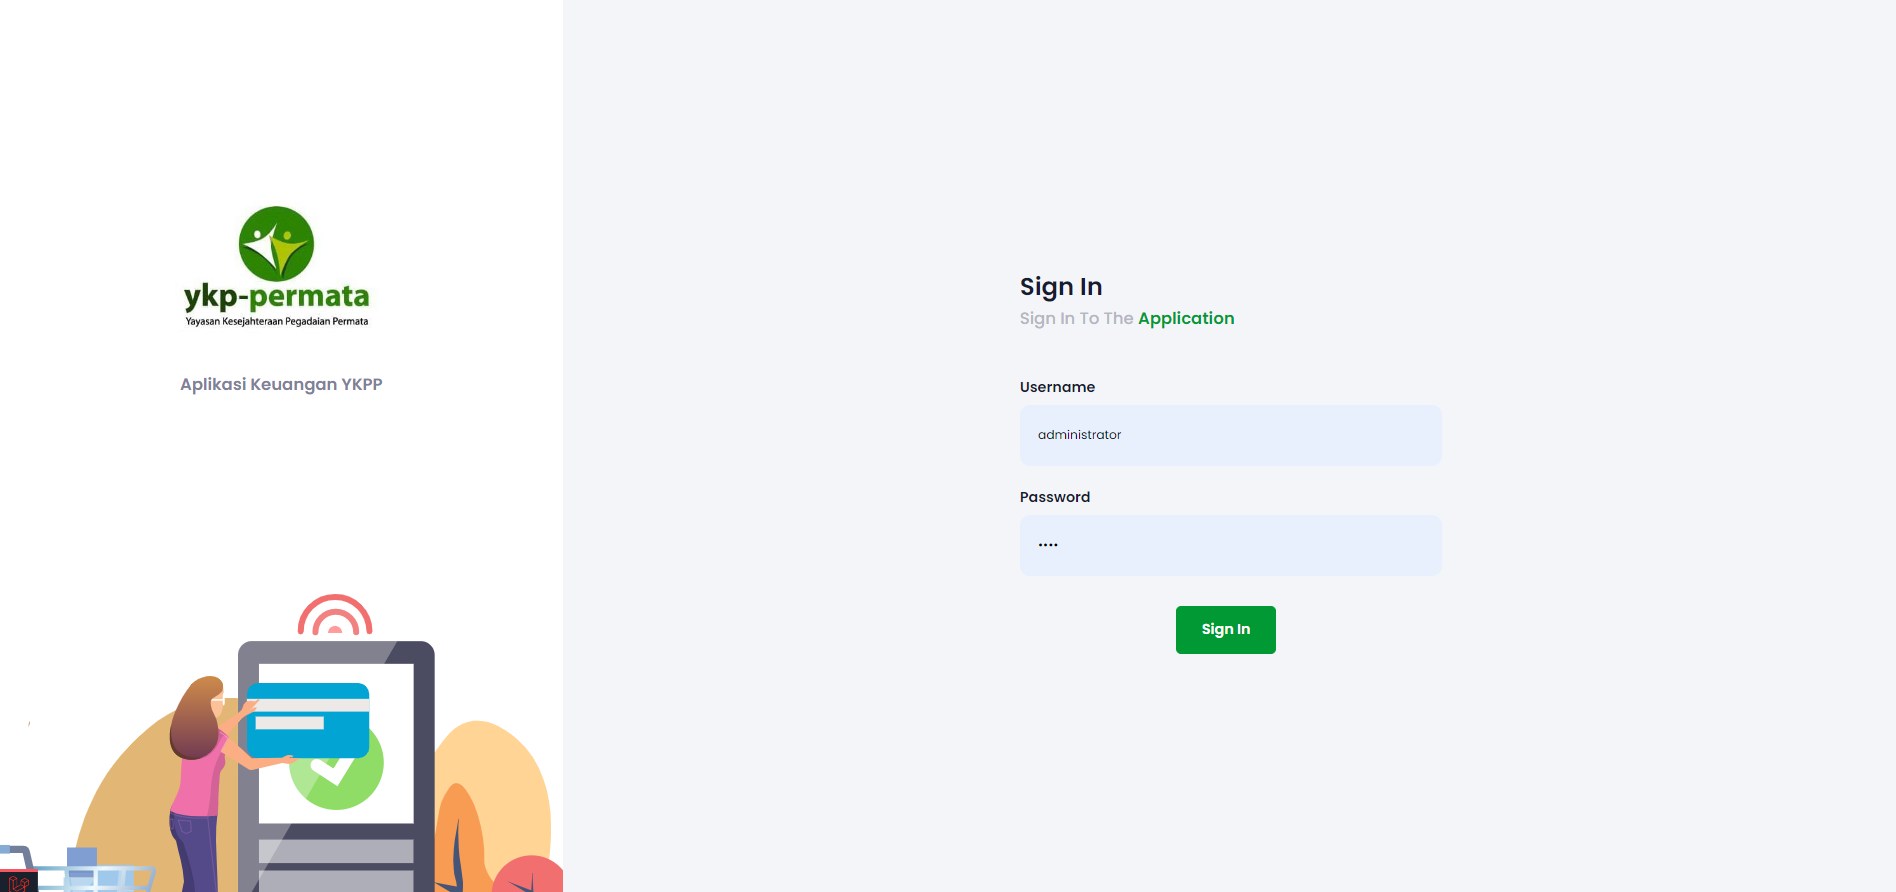 ykp-permata
Yayasan Kesejahteraan Pegadaian Permata
Aplikasi Keuangan YKPP
Sign In
Sign In To The Application
Username
administrator
Password
••••
Sign In